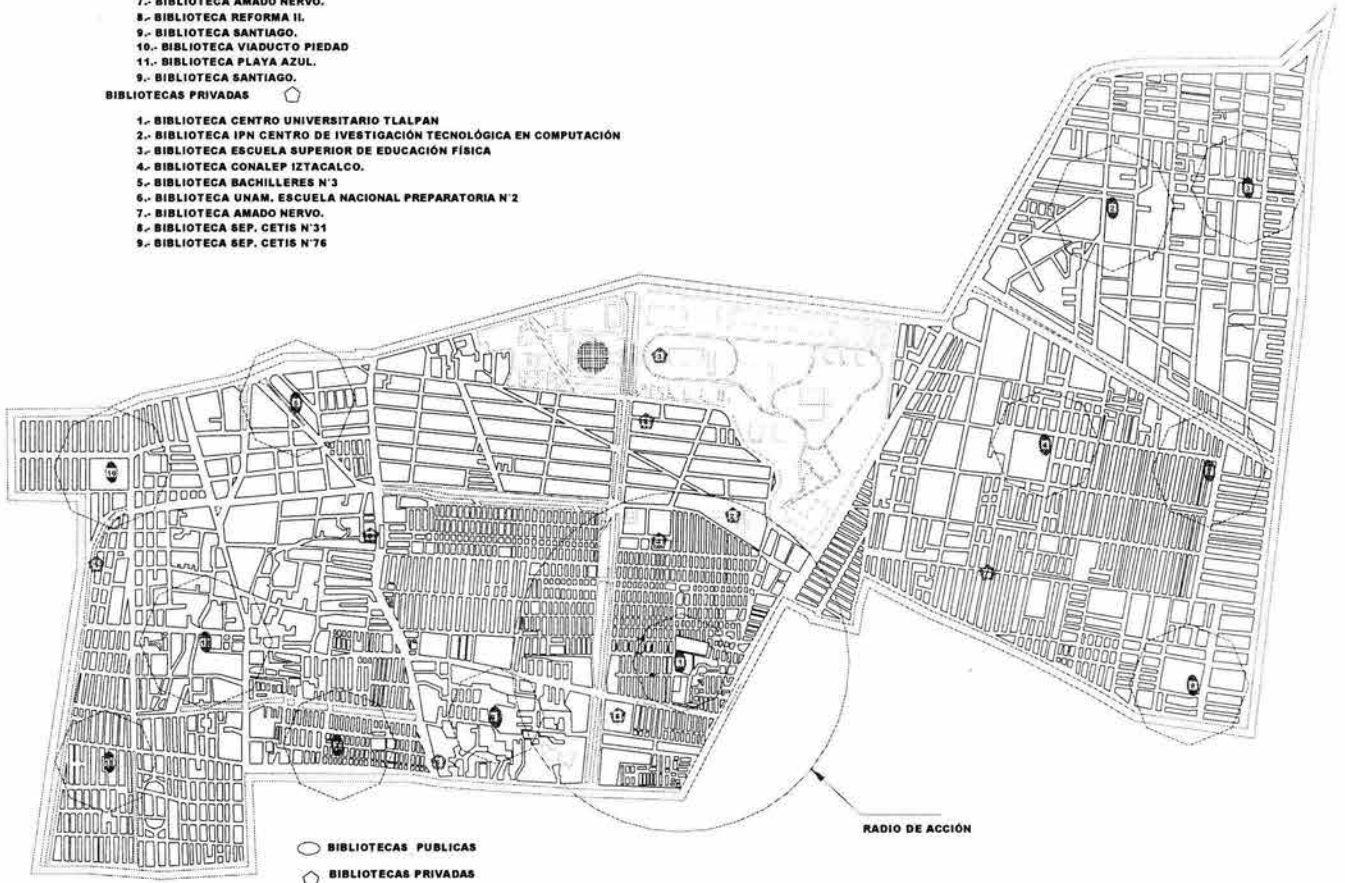 7.- BIBLIOTECA AMADO NERVO.
8.- BIBLIOTECA REFORMA II.
9.- BIBLIOTECA SANTIAGO.
10.- BIBLIOTECA VIADUCTO PIEDAD
11.- BIBLIOTECA PLAYA AZUL.
9.- BIBLIOTECA SANTIAGO.
BIBLIOTECAS PRIVADAS
1.- BIBLIOTECA CENTRO UNIVERSITARIO TLALPAN
2.- BIBLIOTECA IPN CENTRO DE IVESTIGACIÓN TECNOLÓGICA EN COMPUTACIÓN
3.- BIBLIOTECA ESCUELA SUPERIOR DE EDUCACIÓN FÍSICA
4.- BIBLIOTECA CONALEP IZTACALCO.
5.- BIBLIOTECA BACHILLERES N°3
6.- BIBLIOTECA UNAM. ESCUELA NACIONAL PREPARATORIA N°2
7.- BIBLIOTECA AMADO NERVO.
8.- BIBLIOTECA SEP. CETIS N°31
9.- BIBLIOTECA SEP. CETIS N°76
RADIO DE ACCIÓN
BIBLIOTECAS PUBLICAS
BIBLIOTECAS PRIVADAS